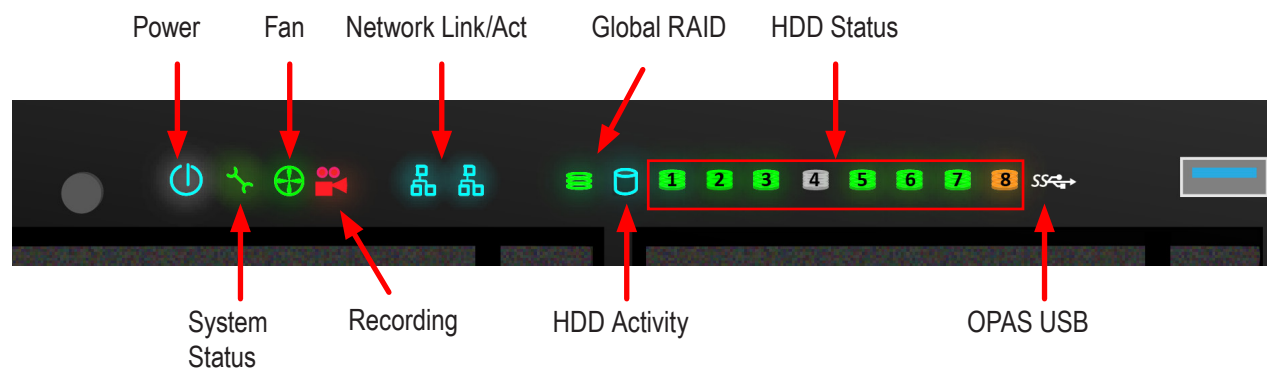 Power
Fan
Network Link/Act
Global RAID
HDD Status
1 2 3 4 5 6 7 8
SS
System
Status
Recording
HDD Activity
OPAS USB